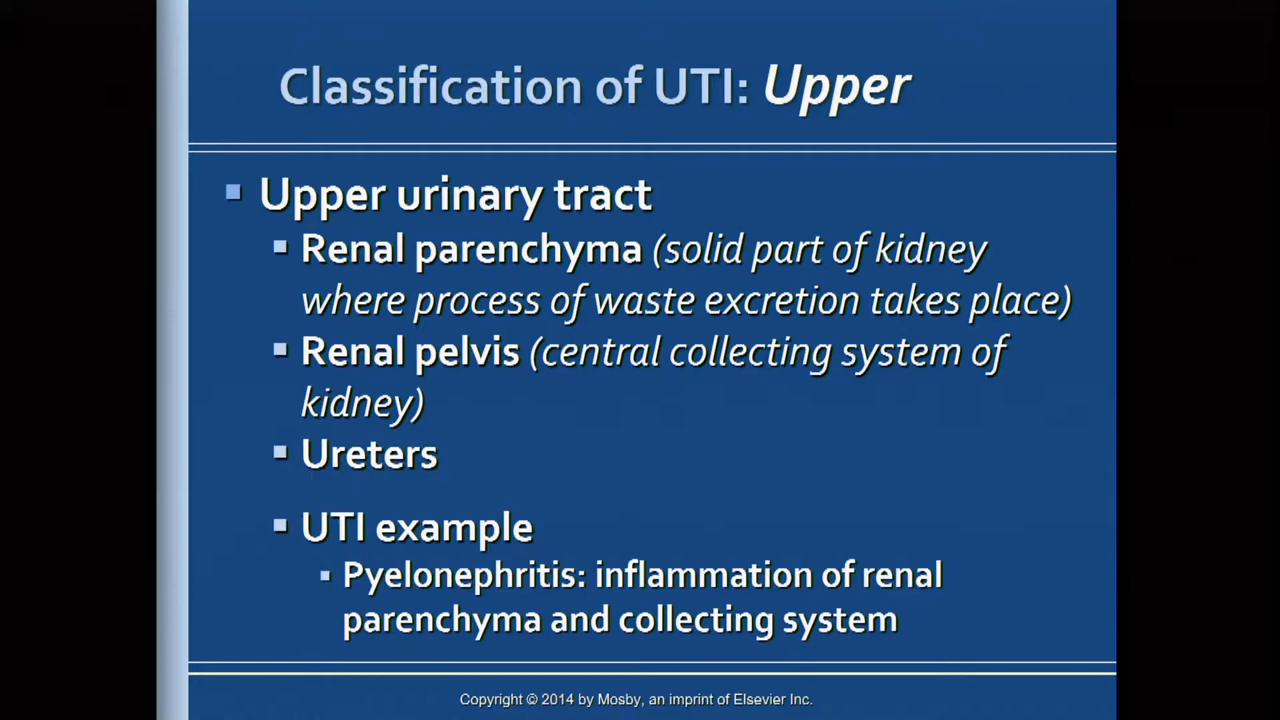 Classification of UTI: Upper
Upper urinary tract
Renal parenchyma (solid part of kidney
where process of waste excretion takes place)
Renal pelvis (central collecting system of
kidney)
Ureters
UTI example
Pyelonephritis: inflammation of renal
parenchyma and collecting system
Copyright © 2014 by Mosby, an imprint of Elsevier Inc.